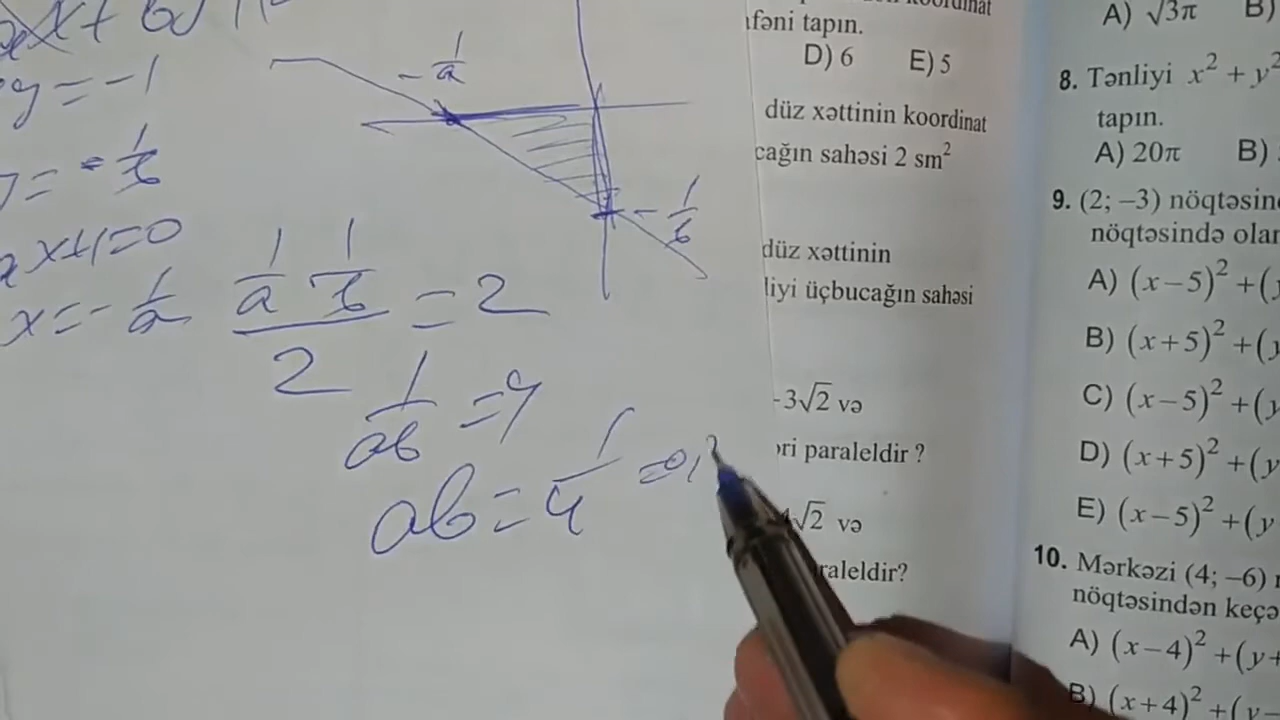 y = -1
= -1/b
x+1=0
x = -1/a
-1/a
-1/b
1/a 1/b / 2 = 2
1/ab = 4
ab = 1/4 = 0,
fəni tapın.
D) 6 E) 5
düz xəttinin koordinat
cağın sahəsi 2 sm²
düz xəttinin
liyi üçbucağın sahəsi
-3√2 və
ri paraleldir ?
√2 və
raleldir?
A) √3π B)
8. Tənliyi x² + y²
tapın.
A) 20π B)
9. (2; –3) nöqtəsin
nöqtəsində olan
A) (x – 5)² + (y
B) (x + 5)² + (y
C) (x – 5)² + (y
D) (x + 5)² + (y
E) (x – 5)² + (y
10. Mərkəzi (4; –6)
nöqtəsindən keçə
A) (x – 4)² + (y +
B) (x + 4)² + (y –